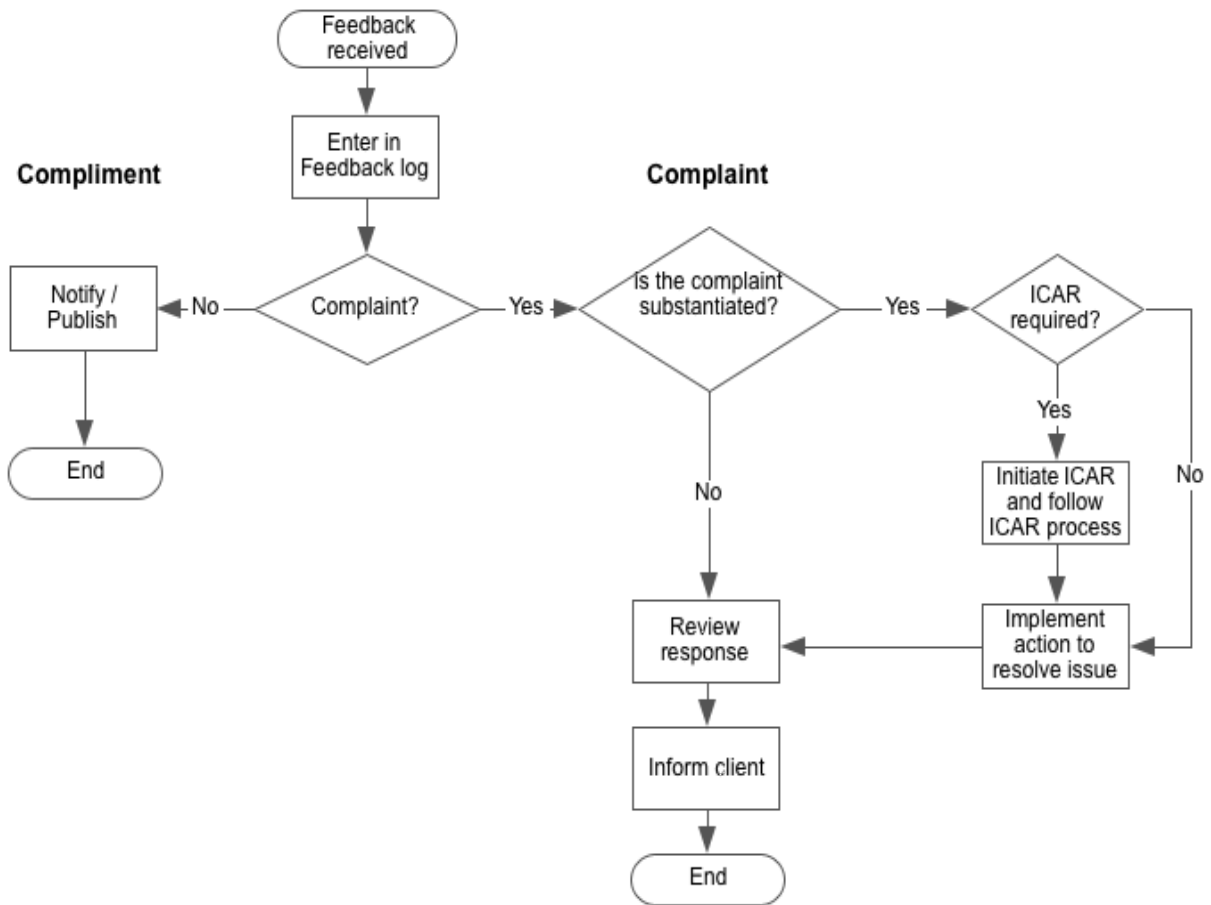 Feedback
received
Enter in
Feedback log
Compliment
Complaint
Notify /
Publish
No
Complaint?
Yes
Is the complaint
substantiated?
Yes
ICAR
required?
Yes
No
End
No
Initiate ICAR
and follow
ICAR process
Review
response
Implement
action to
resolve issue
Inform client
End